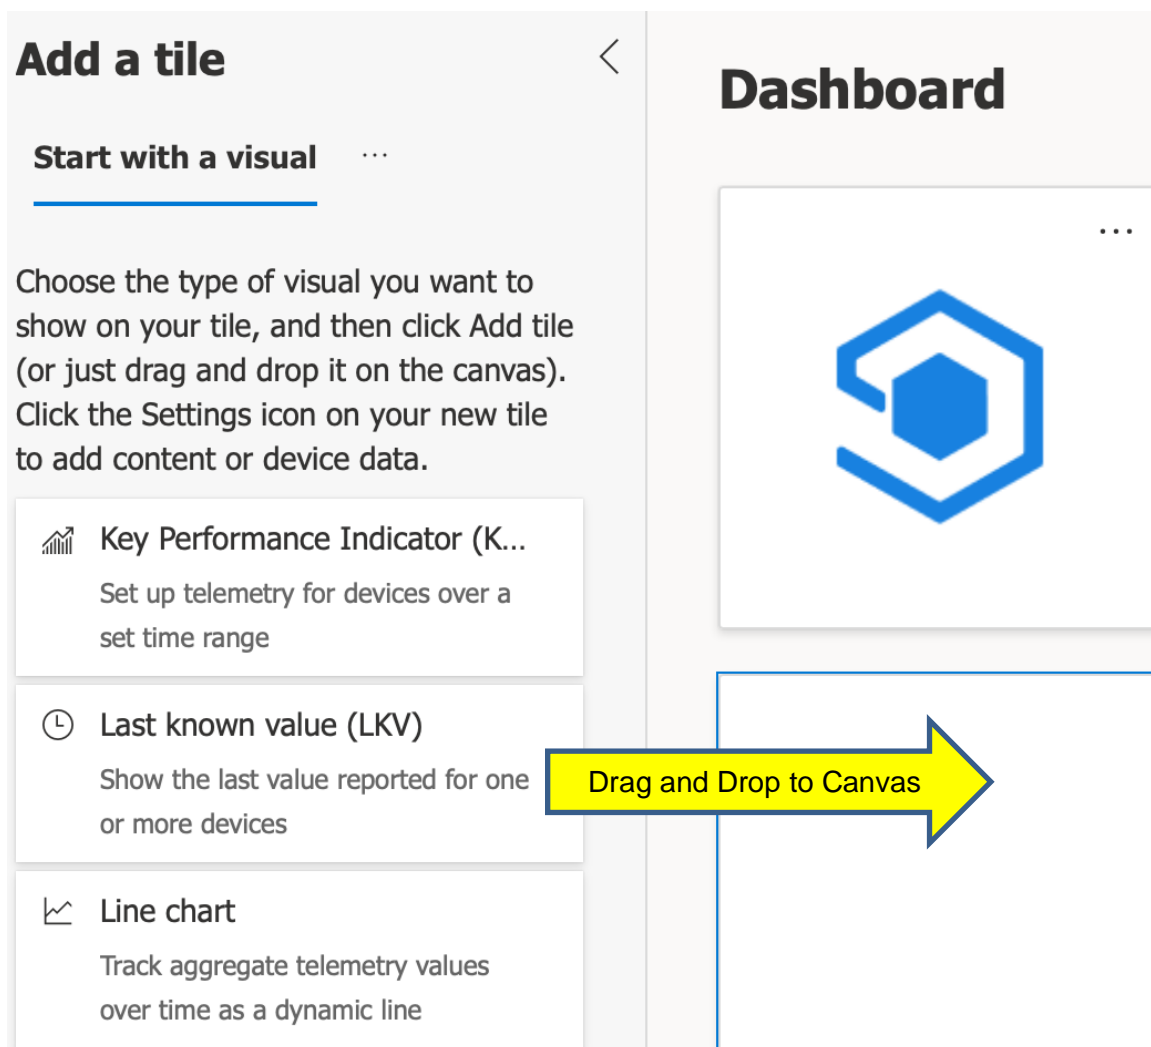 Add a tile
Start with a visual ...
Choose the type of visual you want to
show on your tile, and then click Add tile
(or just drag and drop it on the canvas).
Click the Settings icon on your new tile
to add content or device data.
Key Performance Indicator (K...
Set up telemetry for devices over a
set time range
Last known value (LKV)
Show the last value reported for one
or more devices
Line chart
Track aggregate telemetry values
over time as a dynamic line
Dashboard
...
Drag and Drop to Canvas